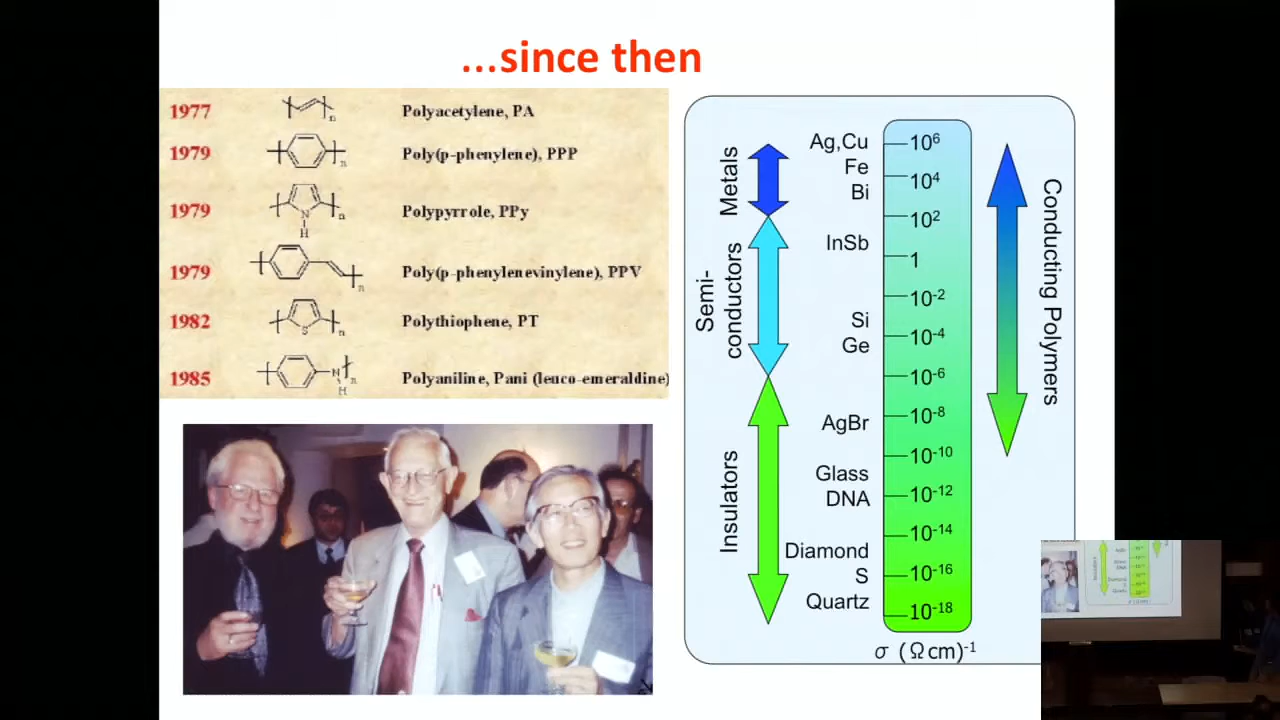 ...since then
1977 Polyacetylene, PA
n
1979 Poly(p-phenylene), PPP
n
1979 Polypyrrole, PPy
n
N
H
1979 Poly(p-phenylenevinylene), PPV
n
1982 Polythiophene, PT
S n
1985 Polyaniline, Pani (leuco-emeraldine)
N n
H
Metals
Semi-
conductors
Insulators
Ag,Cu
Fe
Bi
InSb
Si
Ge
AgBr
Glass
DNA
Diamond
S
Quartz
10⁶
10⁴
10²
1
10⁻²
10⁻⁴
10⁻⁶
10⁻⁸
10⁻¹⁰
10⁻¹²
10⁻¹⁴
10⁻¹⁶
10⁻¹⁸
σ (Ωcm)⁻¹
Conducting Polymers